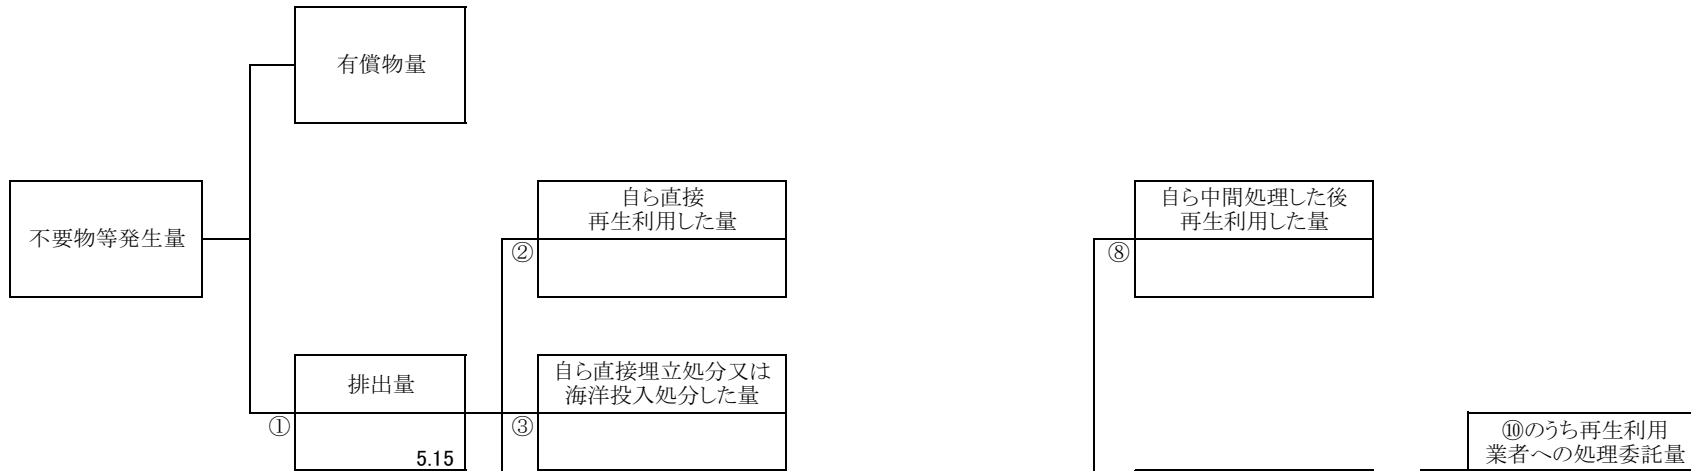 有償物量
不要物等発生量
自ら直接
再生利用した量
②
自ら中間処理した後
再生利用した量
⑧
排出量
①
5.15
自ら直接埋立処分又は
海洋投入処分した量
③
⑩のうち再生利用
業者への処理委託量